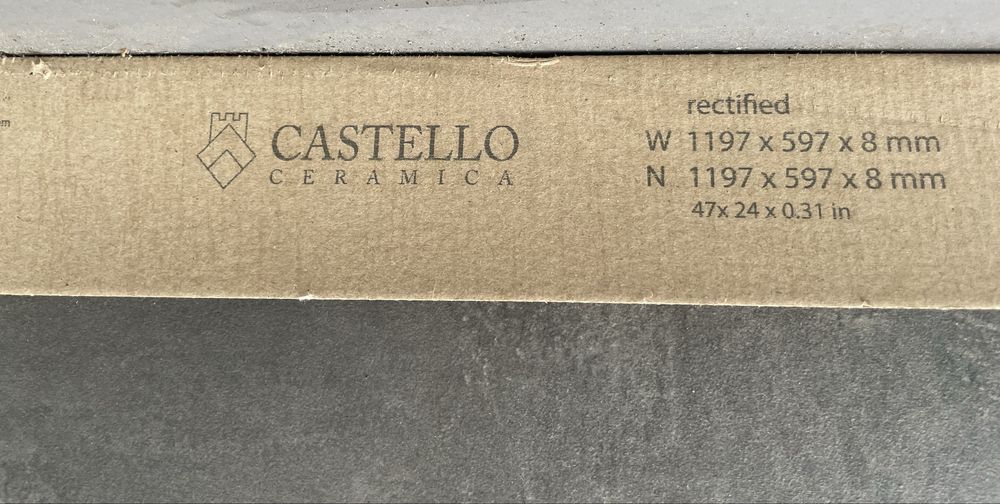 CASTELLO
CERAMICA
rectified
W 1197 x 597 x 8 mm
N 1197 x 597 x 8 mm
47x 24 x 0.31 in